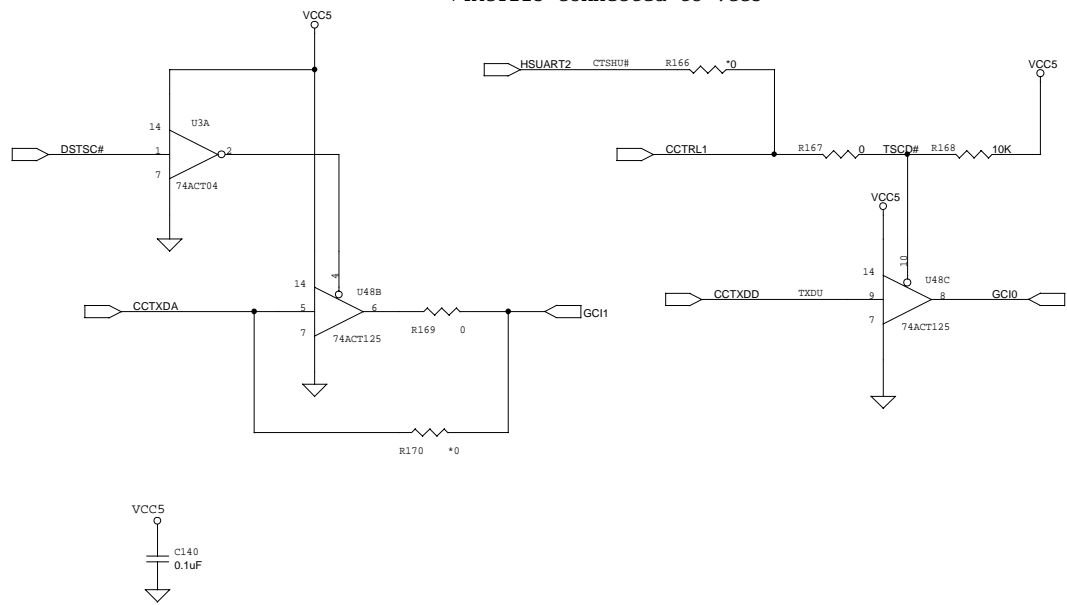 VCC5
HSUART2 CTSHU# R166 *0
VCC5
14 U3A
DSTSC# 1 2
7 74ACT04
CCTRL1 R167 0 TSCD# R168 10K
VCC5
10
4
14 U48B
CCTXDA 5 6
7 74ACT125
R169 0
GCI1
14 U48C
CCTXDD TXDU 9 8 GCI0
7 74ACT125
R170 *0
VCC5
C140
0.1uF